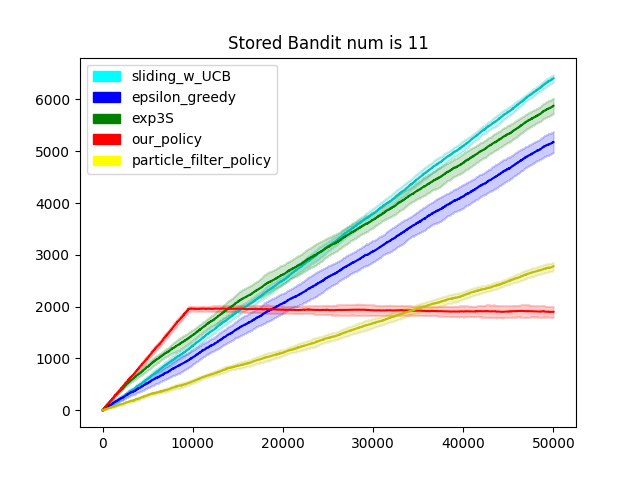 Stored Bandit num is 11
sliding_w_UCB
epsilon_greedy
exp3S
our_policy
particle_filter_policy
6000
5000
4000
3000
2000
1000
0
0 10000 20000 30000 40000 50000